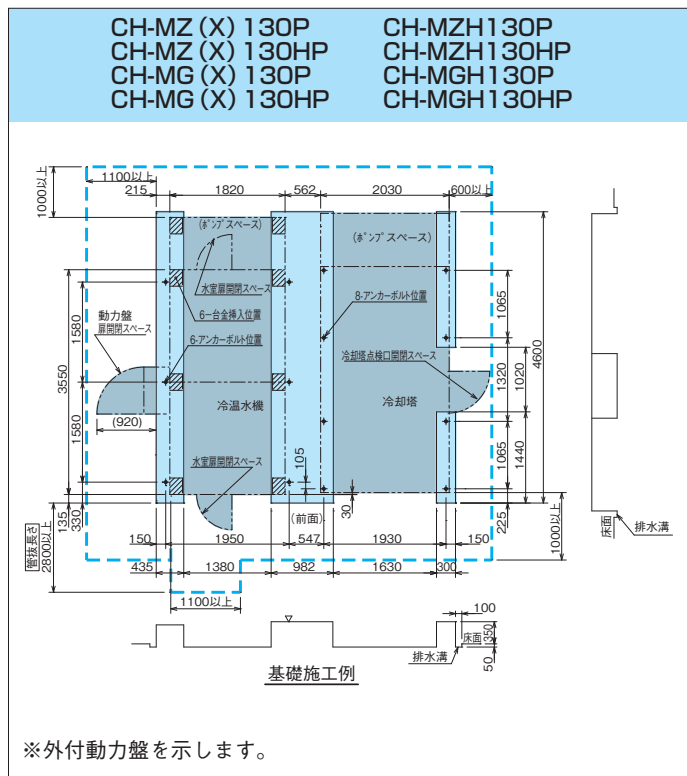 CH-MZ (X) 130P CH-MZH130P
CH-MZ (X) 130HP CH-MZH130HP
CH-MG (X) 130P CH-MGH130P
CH-MG (X) 130HP CH-MGH130HP
1000以上
1100以上
215
1820
562
2030
600以上
(ポンプスペース)
(ポンプスペース)
水室扉開閉スペース
6-台金挿入位置
8-アンカーボルト位置
動力盤
扉開閉スペース
6-アンカーボルト位置
冷却塔点検口開閉スペース
冷温水機
冷却塔
水室扉開閉スペース
(920)
3550
1580
1580
135
330
管抜長さ
2800以上
105
30
(前面)
1065
1320
1065
225
1020
1440
4600
1000以上
150
1950
547
1930
150
435
1380
982
1630
300
1100以上
100
床面
350
50
排水溝
基礎施工例
床面
排水溝
※外付動力盤を示します。